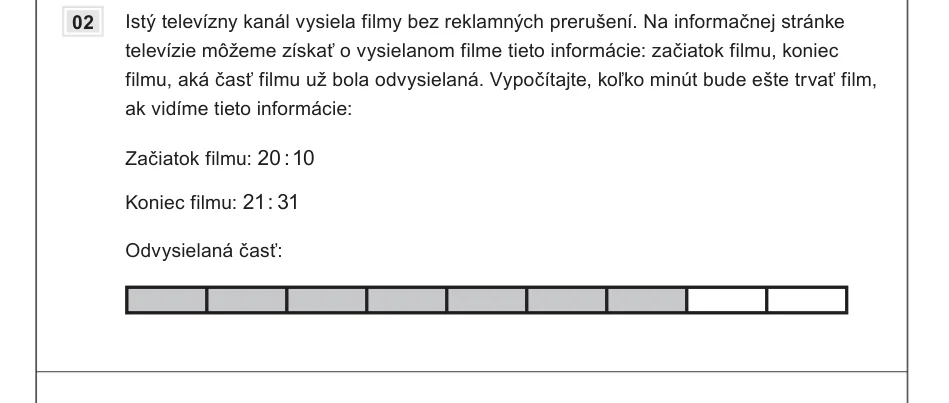 02 Istý televízny kanál vysiela filmy bez reklamných prerušení. Na informačnej stránke
televízie môžeme získať o vysielanom filme tieto informácie: začiatok filmu, koniec
filmu, aká časť filmu už bola odvysielaná. Vypočítajte, koľko minút bude ešte trvať film,
ak vidíme tieto informácie:
Začiatok filmu: 20:10
Koniec filmu: 21:31
Odvysielaná časť: